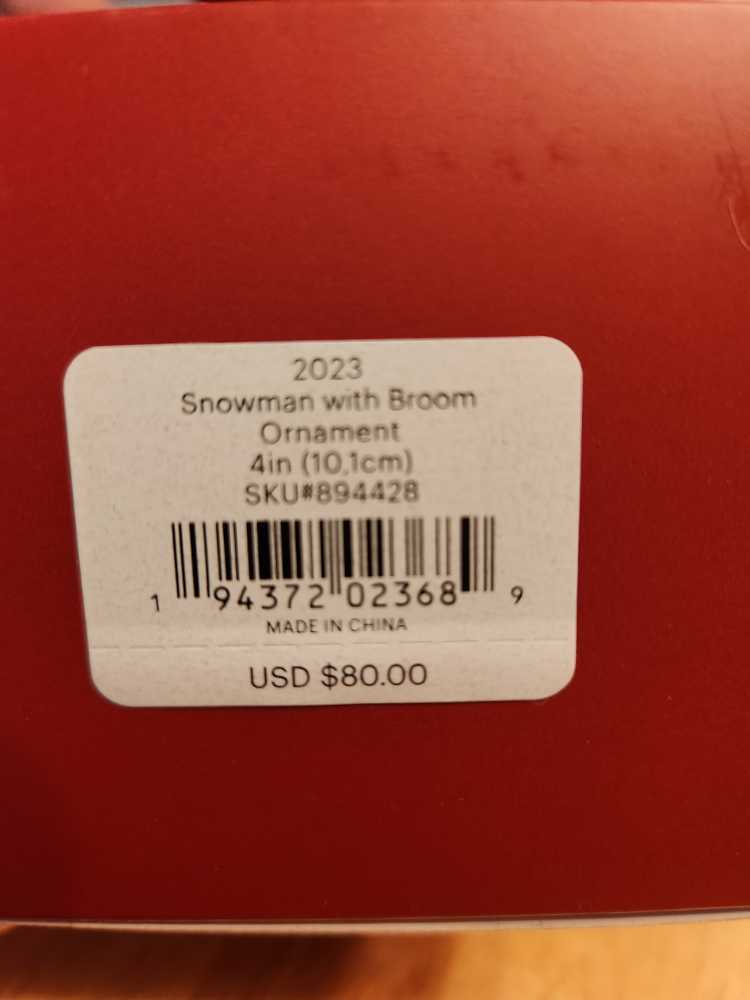 2023
Snowman with Broom
Ornament
4in (10.1cm)
SKU#894428
1 94372 02368 9
MADE IN CHINA
USD $80.00